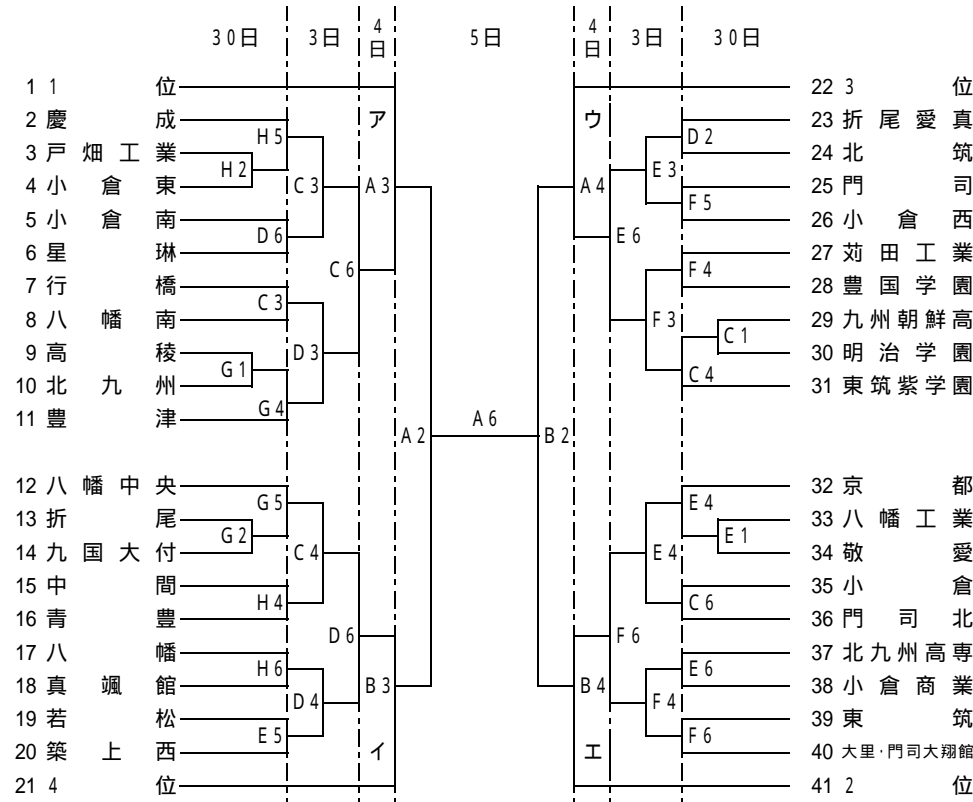 30日 3日 4日 5日 4日 3日 30日
1 1位 22 3位
2 慶成 ア ウ 23 折尾愛真
H5 D2
3 戸畑工業 24 北筑
H2 C3 A3 A4 E3
4 小倉東 25 門司
F5
5 小倉南 26 小倉西
D6 E6
6 星琳 27 苅田工業
C6 F4
7 行橋 28 豊国学園
C3
8 八幡南 F3 29 九州朝鮮高
D3 C1
9 高稜 30 明治学園
G1 C4
10 北九州 31 東筑紫学園
G4
11 豊津
A2 A6 B2
12 八幡中央 32 京都
G5 E4
13 折尾 33 八幡工業
G2 C4 E4 E1
14 九国大付 34 敬愛
15 中間 35 小倉
H4 C6
16 青豊 36 門司北
D6 F6
17 八幡 37 北九州高専
H6 E6
18 真颯館 B3 B4 38 小倉商業
D4 F4
19 若松 39 東筑
E5 F6
20 築上西 イ エ 40 大里・門司大翔館
21 4位 41 2位